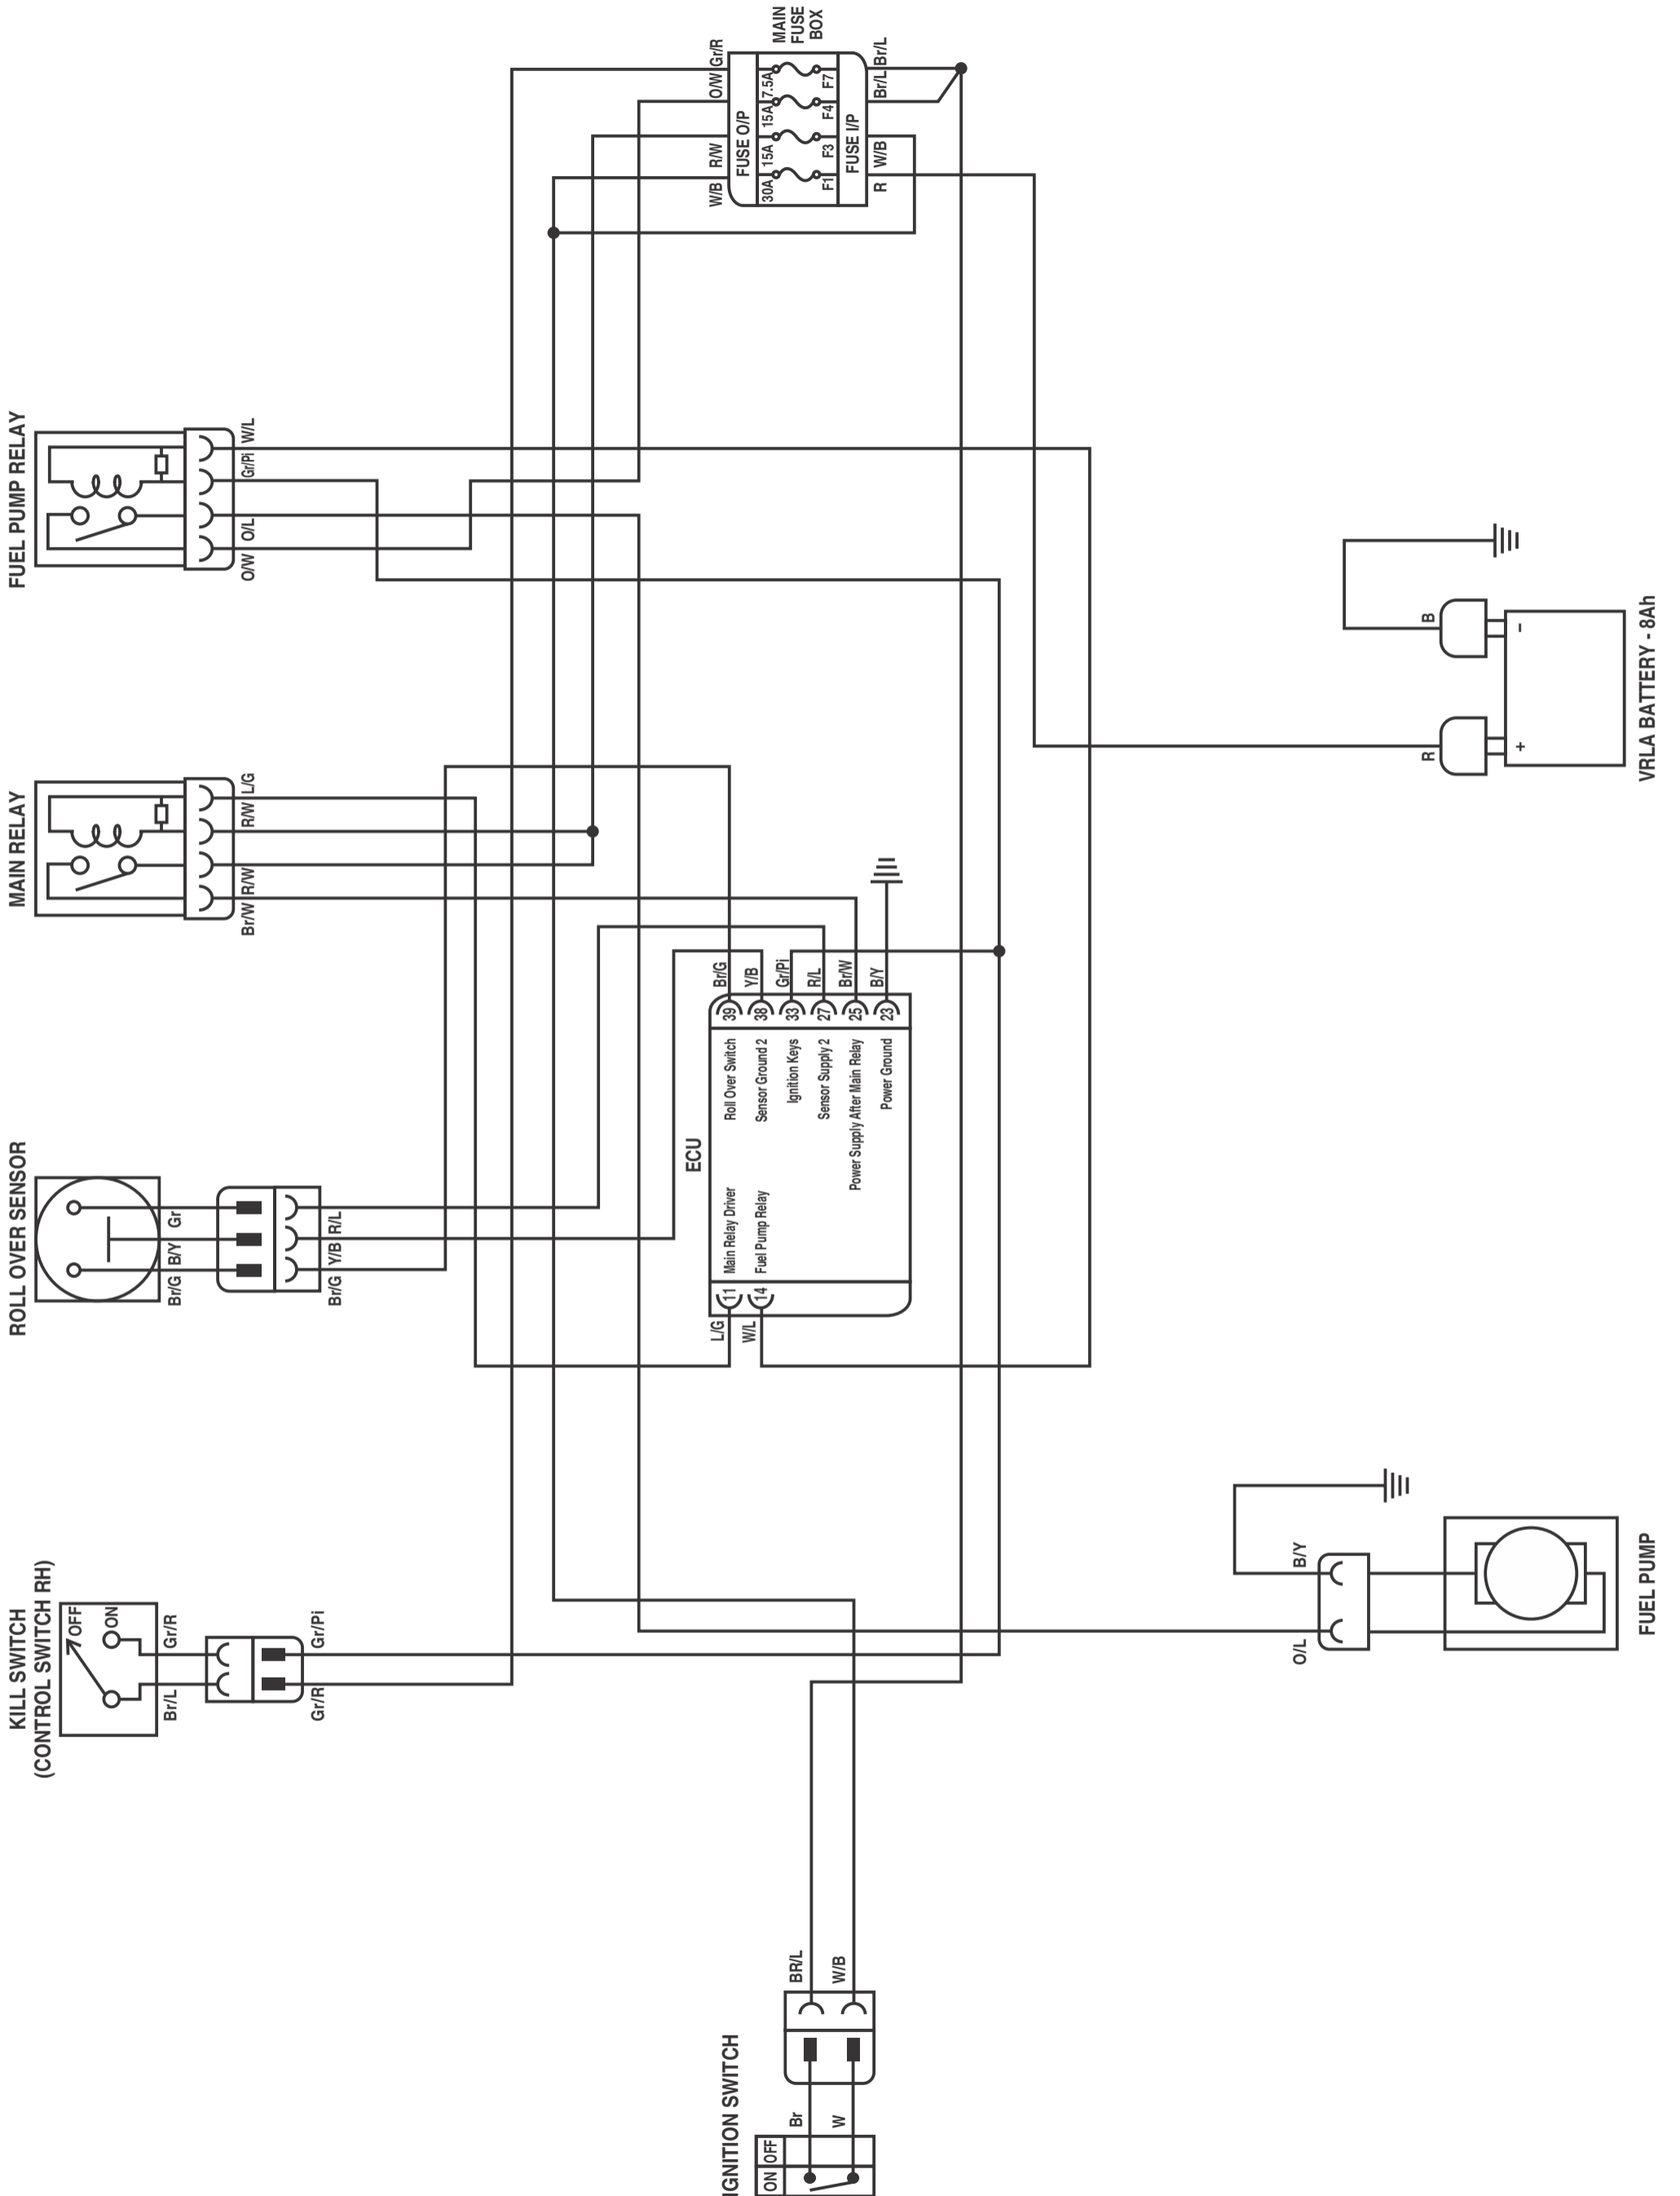 IGNITION SWITCH
ON
OFF
Br
W
BR/L
W/B
KILL SWITCH
(CONTROL SWITCH RH)
OFF
ON
Br/L
Gr/R
Gr/R
Gr/Pi
ROLL OVER SENSOR
Br/G
B/Y
Gr
Br/G
Y/B
R/L
MAIN RELAY
Br/W
R/W
R/W
L/G
FUEL PUMP RELAY
O/W
O/L
Gr/Pi
W/L
MAIN
FUSE
BOX
W/B
R/W
O/W
Gr/R
FUSE O/P
30A
15A
15A
7.5A
F1
F3
F4
F7
FUSE I/P
R
W/B
Br/L
Br/L
ECU
L/G
W/L
11
14
Main Relay Driver
Fuel Pump Relay
Roll Over Switch
Sensor Ground 2
Ignition Keys
Sensor Supply 2
Power Supply After Main Relay
Power Ground
39
38
33
27
25
23
Br/G
Y/B
Gr/Pi
R/L
Br/W
B/Y
O/L
B/Y
FUEL PUMP
R
B
+
–
VRLA BATTERY - 8Ah